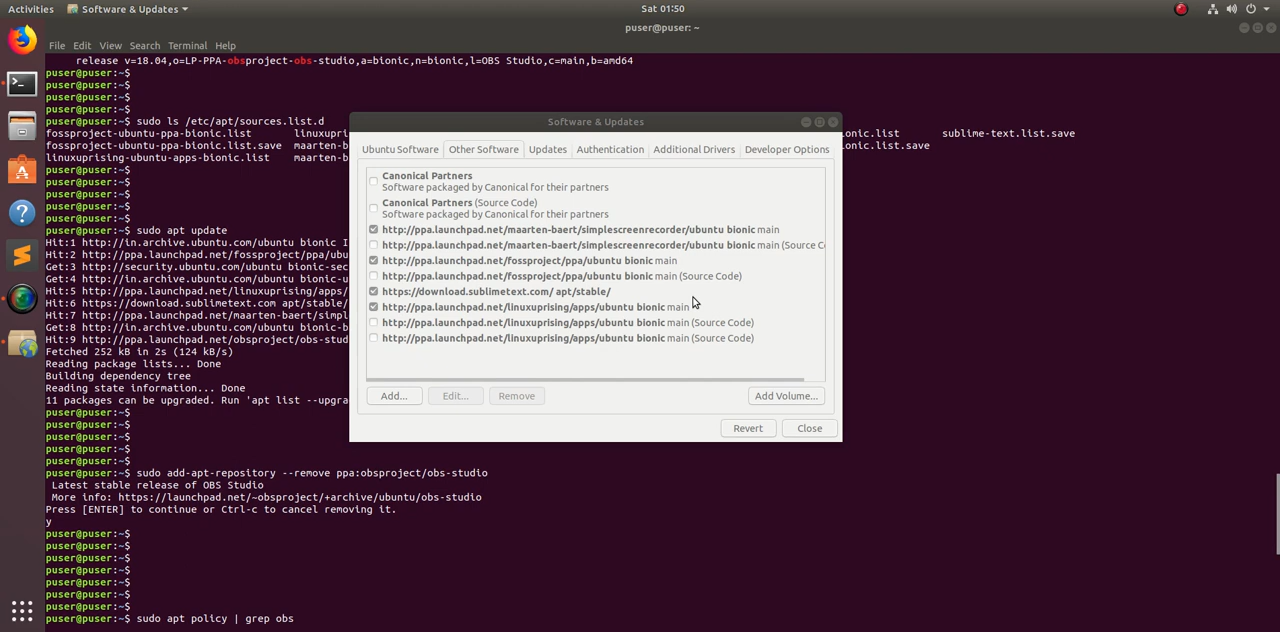 Activities Software & Updates Sat 01:50
puser@puser: ~
File Edit View Search Terminal Help
release v=18.04,o=LP-PPA-obsproject-obs-studio,a=bionic,n=bionic,l=OBS Studio,c=main,b=amd64
puser@puser:~$
puser@puser:~$
puser@puser:~$
puser@puser:~$
puser@puser:~$ sudo ls /etc/apt/sources.list.d
fossproject-ubuntu-ppa-bionic.list linuxupri onic.list sublime-text.list.save
fossproject-ubuntu-ppa-bionic.list.save maarten-b onic.list.save
linuxuprising-ubuntu-apps-bionic.list maarten-b
puser@puser:~$
puser@puser:~$
puser@puser:~$
puser@puser:~$
puser@puser:~$
puser@puser:~$ sudo apt update
Hit:1 http://in.archive.ubuntu.com/ubuntu bionic I
Hit:2 http://ppa.launchpad.net/fossproject/ppa/ubu
Hit:3 http://security.ubuntu.com/ubuntu bionic-sec
Get:4 http://in.archive.ubuntu.com/ubuntu bionic-u
Hit:5 http://ppa.launchpad.net/linuxuprising/apps/
Hit:6 https://download.sublimetext.com apt/stable/
Hit:7 http://ppa.launchpad.net/maarten-baert/simpl
Get:8 http://in.archive.ubuntu.com/ubuntu bionic-b
Hit:9 http://ppa.launchpad.net/obsproject/obs-stud
Fetched 252 kB in 2s (124 kB/s)
Reading package lists... Done
Building dependency tree
Reading state information... Done
11 packages can be upgraded. Run 'apt list --upgra
puser@puser:~$
puser@puser:~$
puser@puser:~$
puser@puser:~$
puser@puser:~$
puser@puser:~$ sudo add-apt-repository --remove ppa:obsproject/obs-studio
Latest stable release of OBS Studio
More info: https://launchpad.net/~obsproject/+archive/ubuntu/obs-studio
Press [ENTER] to continue or Ctrl-c to cancel removing it.
y
puser@puser:~$
puser@puser:~$
puser@puser:~$
puser@puser:~$
puser@puser:~$
puser@puser:~$
puser@puser:~$
puser@puser:~$ sudo apt policy | grep obs
Software & Updates
Ubuntu Software Other Software Updates Authentication Additional Drivers Developer Options
Canonical Partners
Software packaged by Canonical for their partners
Canonical Partners (Source Code)
Software packaged by Canonical for their partners
http://ppa.launchpad.net/maarten-baert/simplescreenrecorder/ubuntu bionic main
http://ppa.launchpad.net/maarten-baert/simplescreenrecorder/ubuntu bionic main (Source C
http://ppa.launchpad.net/fossproject/ppa/ubuntu bionic main
http://ppa.launchpad.net/fossproject/ppa/ubuntu bionic main (Source Code)
https://download.sublimetext.com/ apt/stable/
http://ppa.launchpad.net/linuxuprising/apps/ubuntu bionic main
http://ppa.launchpad.net/linuxuprising/apps/ubuntu bionic main (Source Code)
http://ppa.launchpad.net/linuxuprising/apps/ubuntu bionic main (Source Code)
Add... Edit... Remove Add Volume...
Revert Close